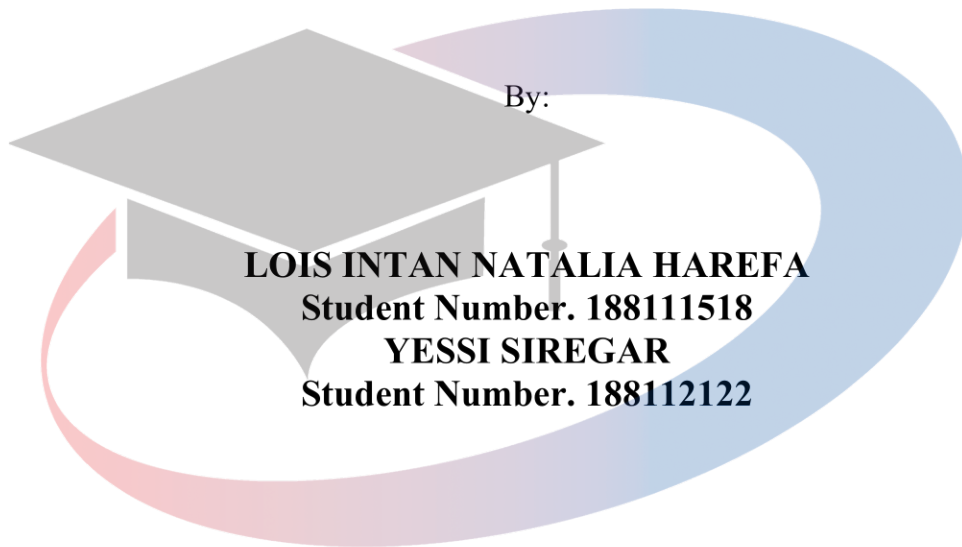 By:
LOIS INTAN NATALIA HAREFA
Student Number. 188111518
YESSI SIREGAR
Student Number. 188112122